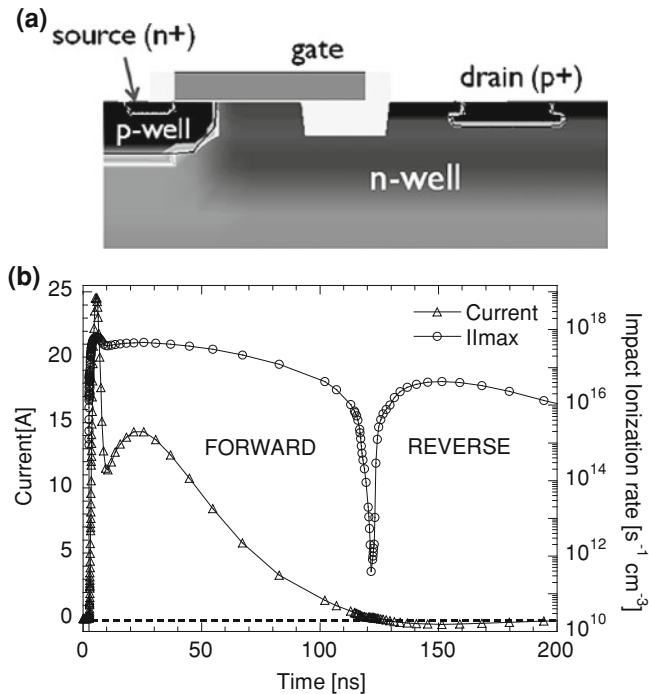 (a)
source (n+)
gate
drain (p+)
p-well
n-well
(b)
25
20
15
10
5
0
Current[A]
Current
IImax
FORWARD
REVERSE
10^18
10^16
10^14
10^12
10^10
Impact Ionization rate [s^-1 cm^-3]
0
50
100
150
200
Time [ns]